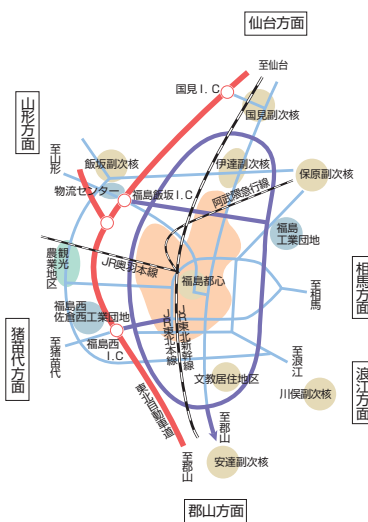 仙台方面
至仙台
国見I.C
国見副次核
山形方面
至山形
飯坂副次核
伊達副次核
保原副次核
物流センター
福島飯坂I.C
阿武隈急行線
福島
工業団地
観光
農業地区
JR奥羽本線
福島都心
相馬方面
至相馬
福島西
佐倉西工業団地
福島西
I.C
JR東北新幹線
JR東北本線
猪苗代方面
至猪苗代
至浪江
浪江方面
文教居住地区
川俣副次核
東北自動車道
至郡山
至郡山
安達副次核
郡山方面